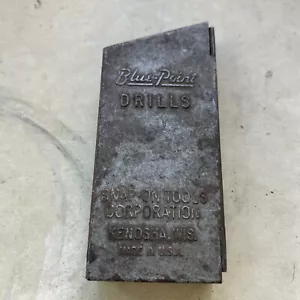 Blue-Point
DRILLS
SNAP-ON TOOLS
CORPORATION
KENOSHA, WIS.
MADE IN U.S.A.